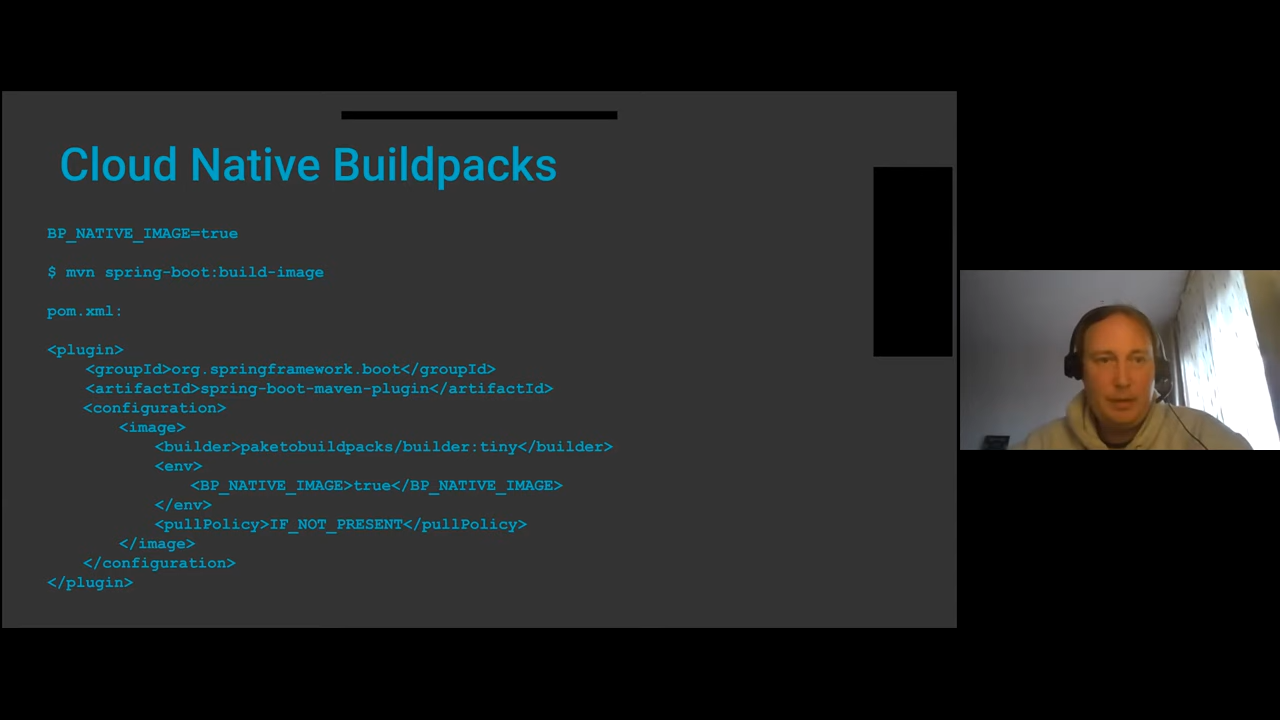 Cloud Native Buildpacks
BP_NATIVE_IMAGE=true
$ mvn spring-boot:build-image
pom.xml:
<plugin>
<groupId>org.springframework.boot</groupId>
<artifactId>spring-boot-maven-plugin</artifactId>
<configuration>
<image>
<builder>paketobuildpacks/builder:tiny</builder>
<env>
<BP_NATIVE_IMAGE>true</BP_NATIVE_IMAGE>
</env>
<pullPolicy>IF_NOT_PRESENT</pullPolicy>
</image>
</configuration>
</plugin>